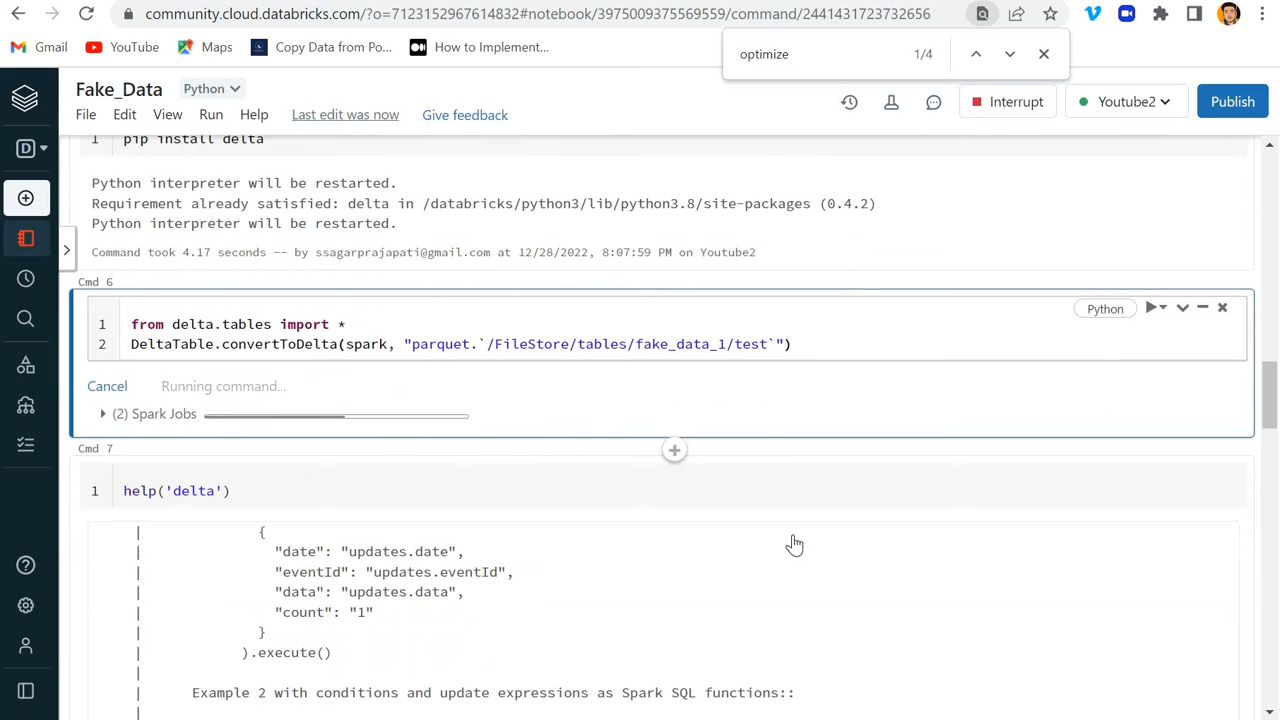 community.cloud.databricks.com/?o=7123152967614832#notebook/3975009375569559/command/2441431723732656
Gmail
YouTube
Maps
Copy Data from Po...
How to Implement...
optimize
1/4
Fake_Data
Python
File
Edit
View
Run
Help
Last edit was now
Give feedback
Interrupt
Youtube2
Publish
D
1 pip install delta
Python interpreter will be restarted.
Requirement already satisfied: delta in /databricks/python3/lib/python3.8/site-packages (0.4.2)
Python interpreter will be restarted.
Command took 4.17 seconds -- by ssagarprajapati@gmail.com at 12/28/2022, 8:07:59 PM on Youtube2
Cmd 6
Python
1 from delta.tables import *
2 DeltaTable.convertToDelta(spark, "parquet.`/FileStore/tables/fake_data_1/test`")
Cancel
Running command...
(2) Spark Jobs
Cmd 7
1 help('delta')
| {
| "date": "updates.date",
| "eventId": "updates.eventId",
| "data": "updates.data",
| "count": "1"
| }
| ).execute()
|
| Example 2 with conditions and update expressions as Spark SQL functions::
|